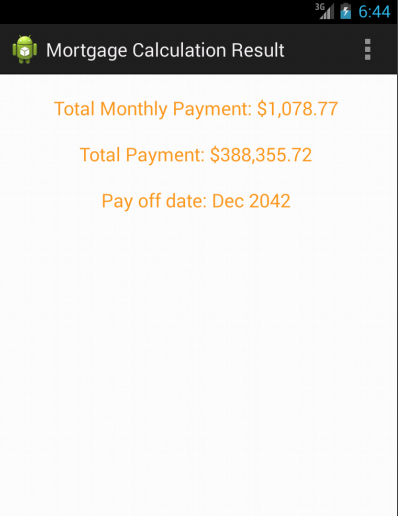 3G 6:44
Mortgage Calculation Result
Total Monthly Payment: $1,078.77
Total Payment: $388,355.72
Pay off date: Dec 2042